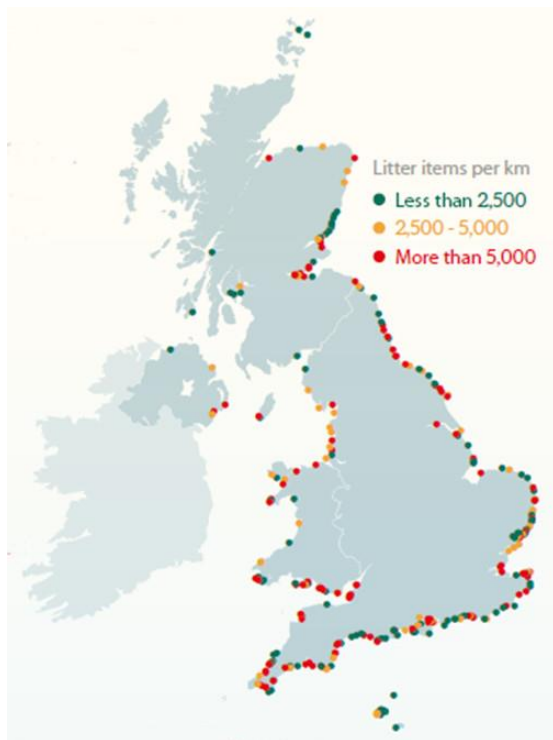 Litter items per km
Less than 2,500
2,500 - 5,000
More than 5,000